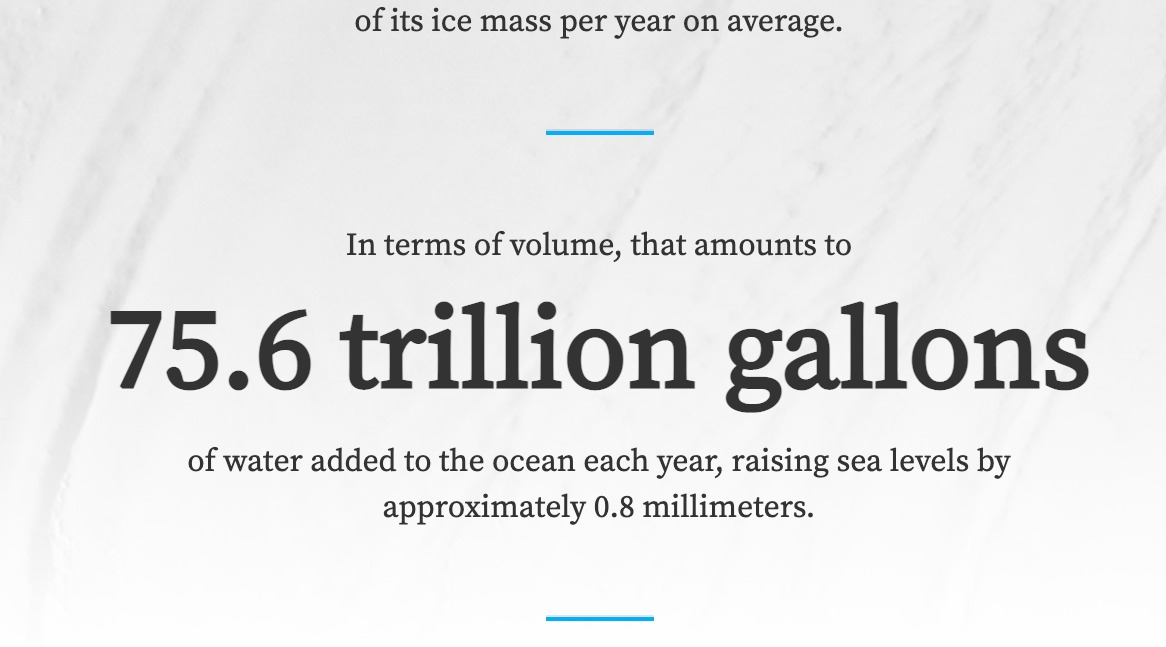 of its ice mass per year on average.
In terms of volume, that amounts to
75.6 trillion gallons
of water added to the ocean each year, raising sea levels by
approximately 0.8 millimeters.